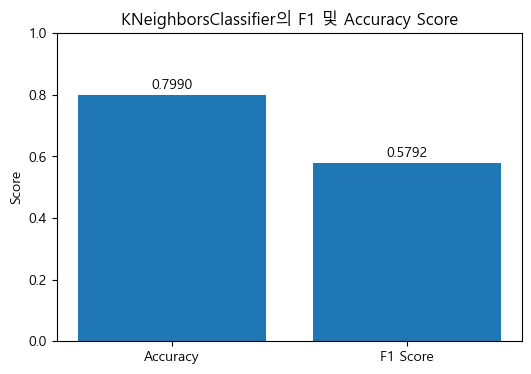 KNeighborsClassifier의 F1 및 Accuracy Score
1.0
0.8
0.6
0.4
0.2
0.0
Score
0.7990
0.5792
Accuracy
F1 Score